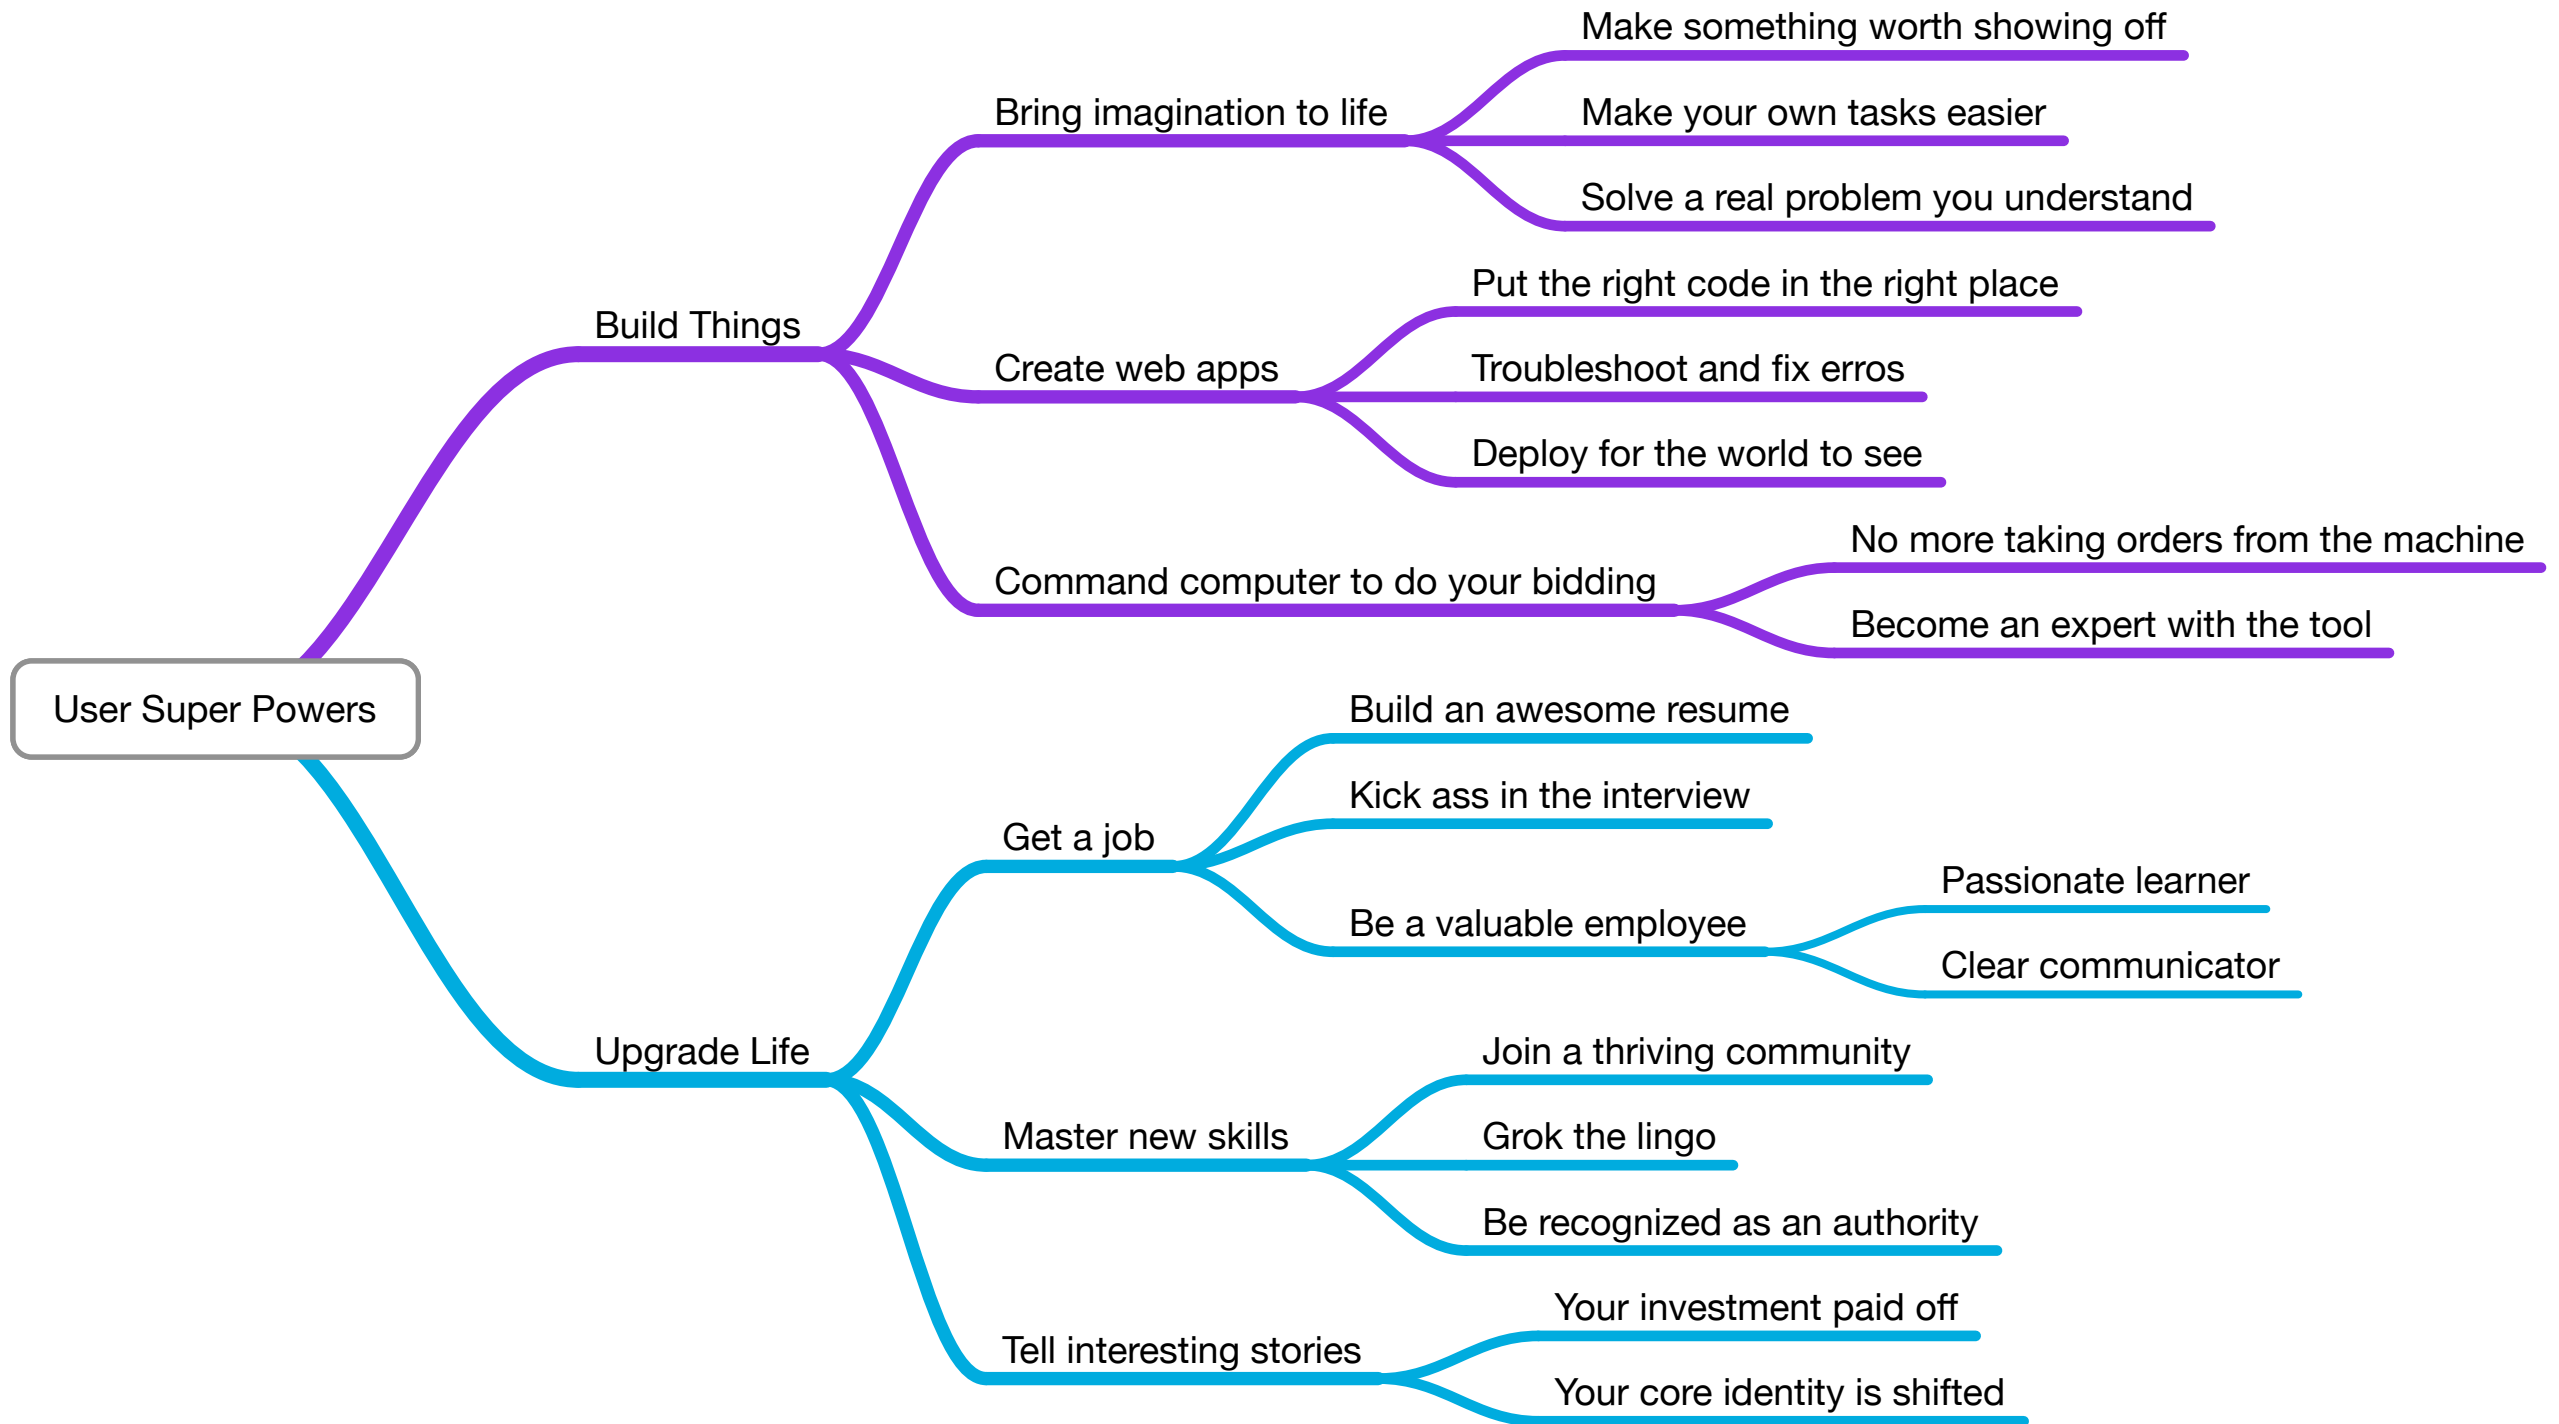 User Super Powers
Build Things
Bring imagination to life
Make something worth showing off
Make your own tasks easier
Solve a real problem you understand
Create web apps
Put the right code in the right place
Troubleshoot and fix erros
Deploy for the world to see
Command computer to do your bidding
No more taking orders from the machine
Become an expert with the tool
Upgrade Life
Get a job
Build an awesome resume
Kick ass in the interview
Be a valuable employee
Passionate learner
Clear communicator
Master new skills
Join a thriving community
Grok the lingo
Be recognized as an authority
Tell interesting stories
Your investment paid off
Your core identity is shifted